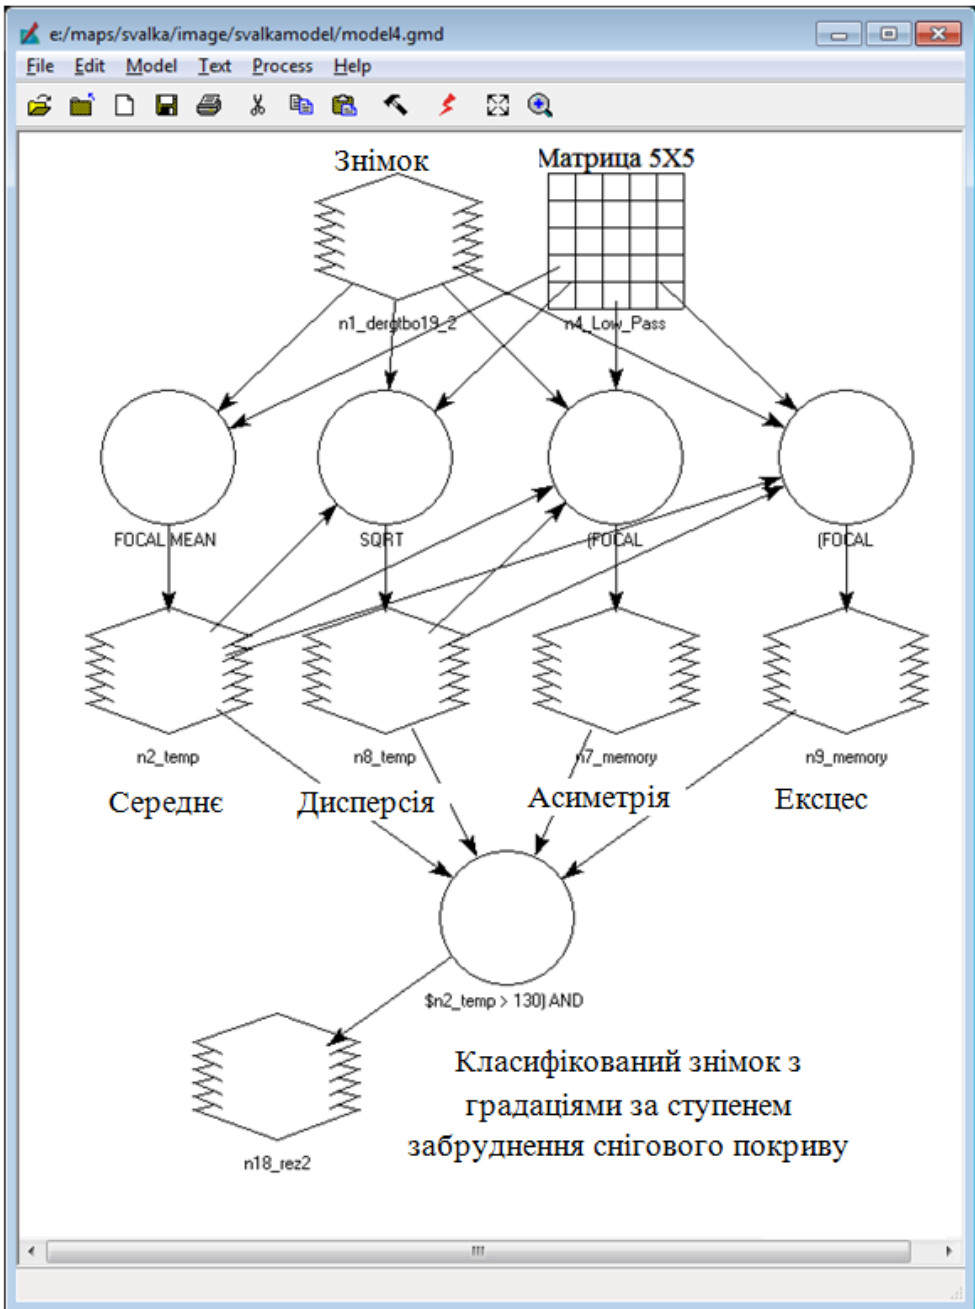 e:/maps/svalka/image/svalkamodel/model4.gmd
File Edit Model Text Process Help
Знімок
Матрица 5X5
n1_dergtbo19_2
n4_Low_Pass
FOCAL MEAN
SQRT
(FOCAL
(FOCAL
n2_temp
n8_temp
n7_memory
n9_memory
Середнє
Дисперсія
Асиметрія
Ексцес
$n2_temp > 130) AND
Класифікований знімок з
градаціями за ступенем
забруднення снігового покриву
n18_rez2